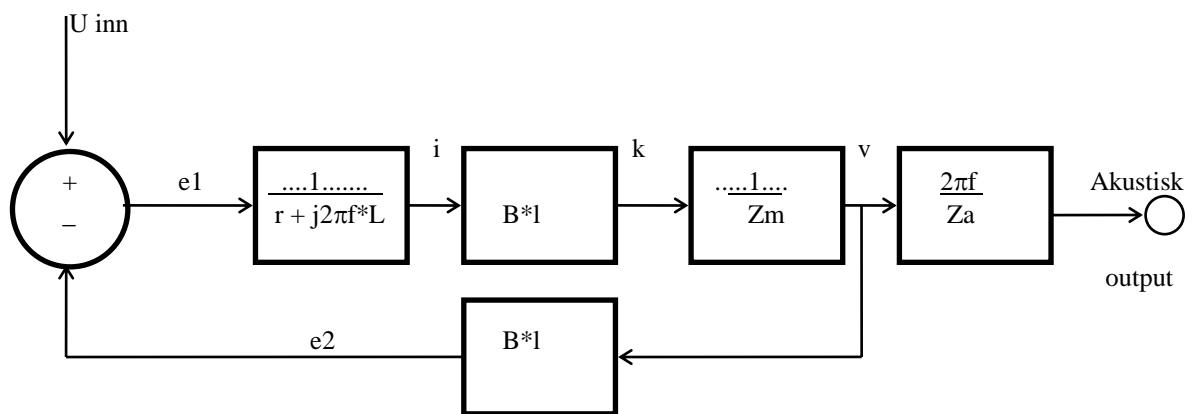 U inn
+
–
e1
....1.......
r + j2πf*L
i
B*l
k
.....1....
Zm
v
2πf
Za
Akustisk
output
e2
B*l